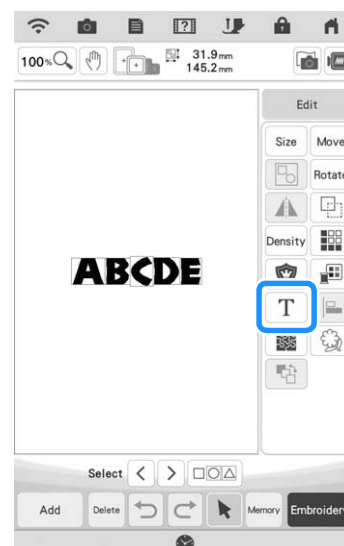 100% 31.9mm
145.2mm
Edit
Size Move
Rotate
Density
ABCDE
T
Select
Add Delete Memory Embroidery